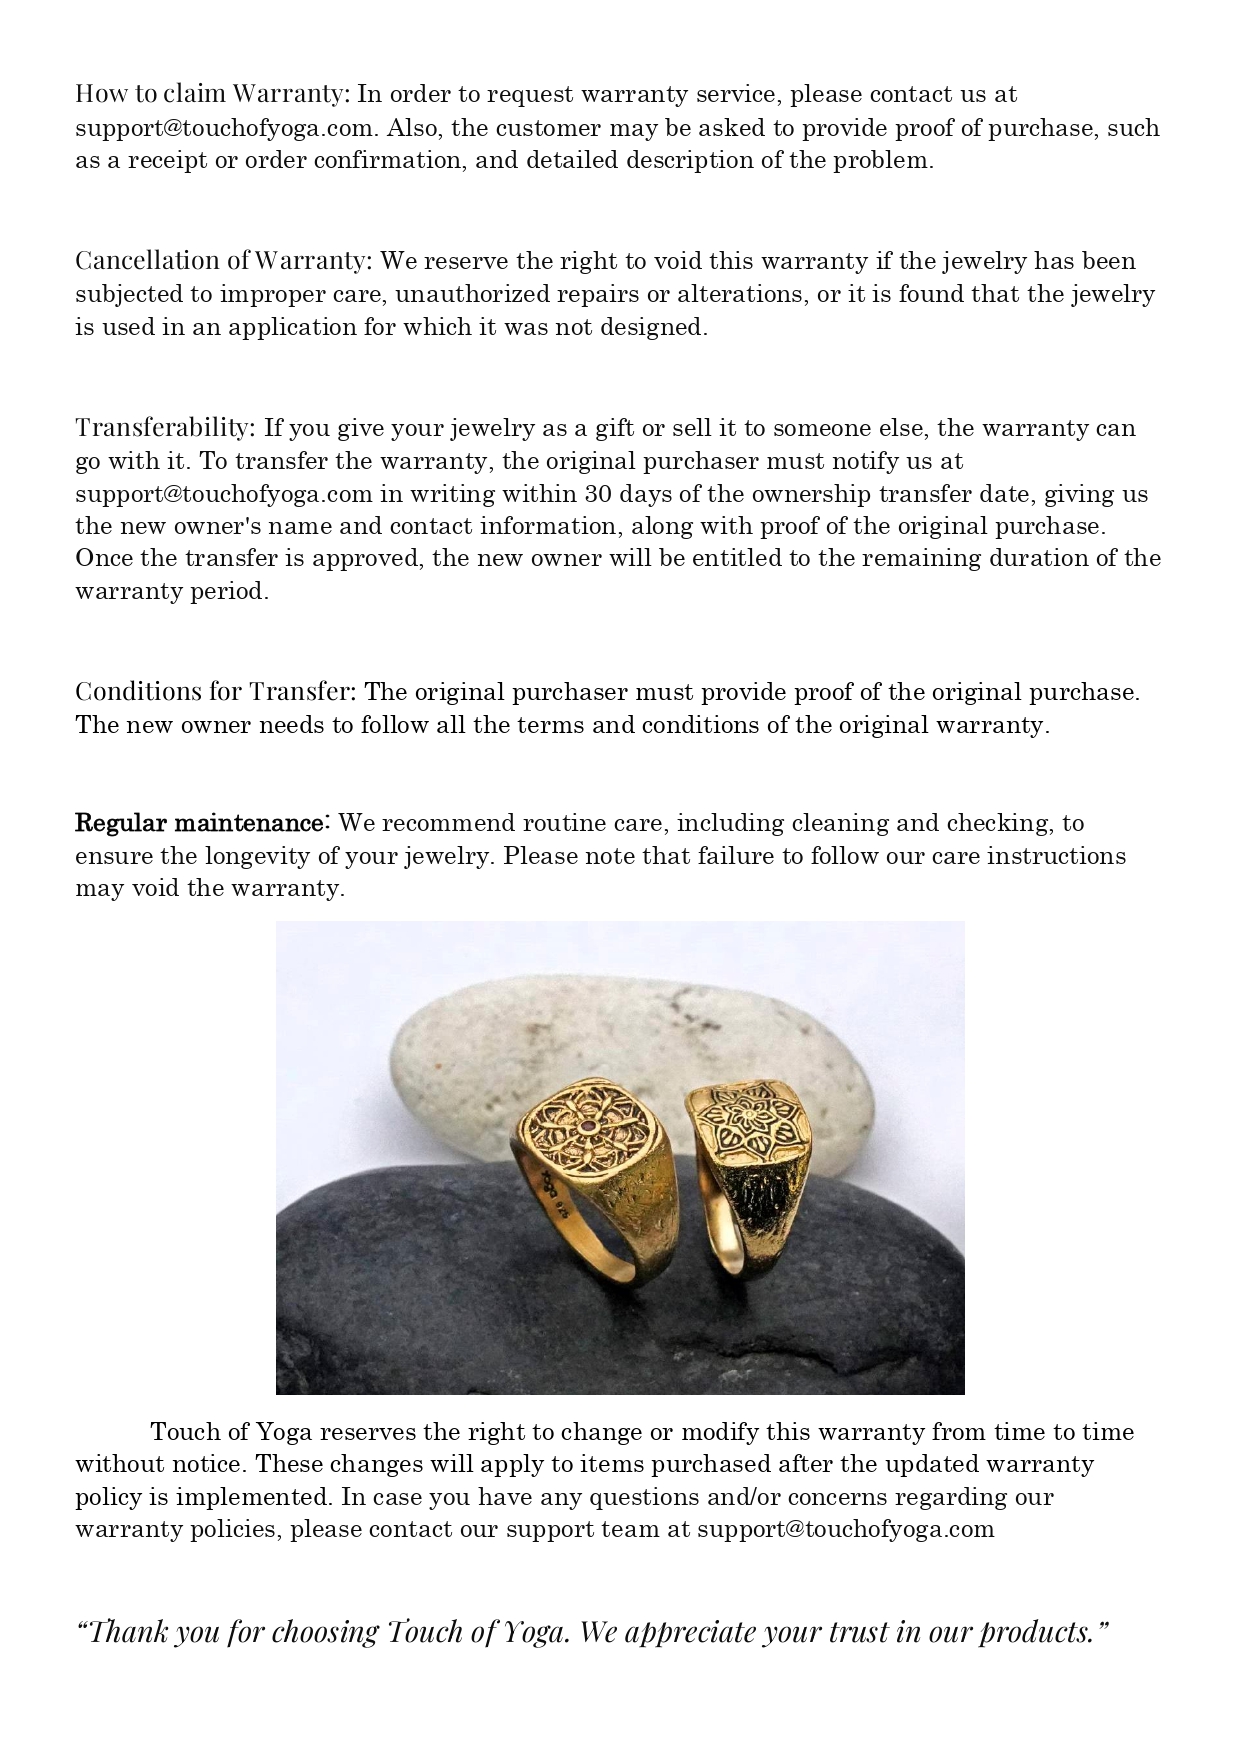 How to claim Warranty: In order to request warranty service, please contact us at
support@touchofyoga.com. Also, the customer may be asked to provide proof of purchase, such
as a receipt or order confirmation, and detailed description of the problem.
Cancellation of Warranty: We reserve the right to void this warranty if the jewelry has been
subjected to improper care, unauthorized repairs or alterations, or it is found that the jewelry
is used in an application for which it was not designed.
Transferability: If you give your jewelry as a gift or sell it to someone else, the warranty can
go with it. To transfer the warranty, the original purchaser must notify us at
support@touchofyoga.com in writing within 30 days of the ownership transfer date, giving us
the new owner's name and contact information, along with proof of the original purchase.
Once the transfer is approved, the new owner will be entitled to the remaining duration of the
warranty period.
Conditions for Transfer: The original purchaser must provide proof of the original purchase.
The new owner needs to follow all the terms and conditions of the original warranty.
Regular maintenance: We recommend routine care, including cleaning and checking, to
ensure the longevity of your jewelry. Please note that failure to follow our care instructions
may void the warranty.
Touch of Yoga reserves the right to change or modify this warranty from time to time
without notice. These changes will apply to items purchased after the updated warranty
policy is implemented. In case you have any questions and/or concerns regarding our
warranty policies, please contact our support team at support@touchofyoga.com
“Thank you for choosing Touch of Yoga. We appreciate your trust in our products.”